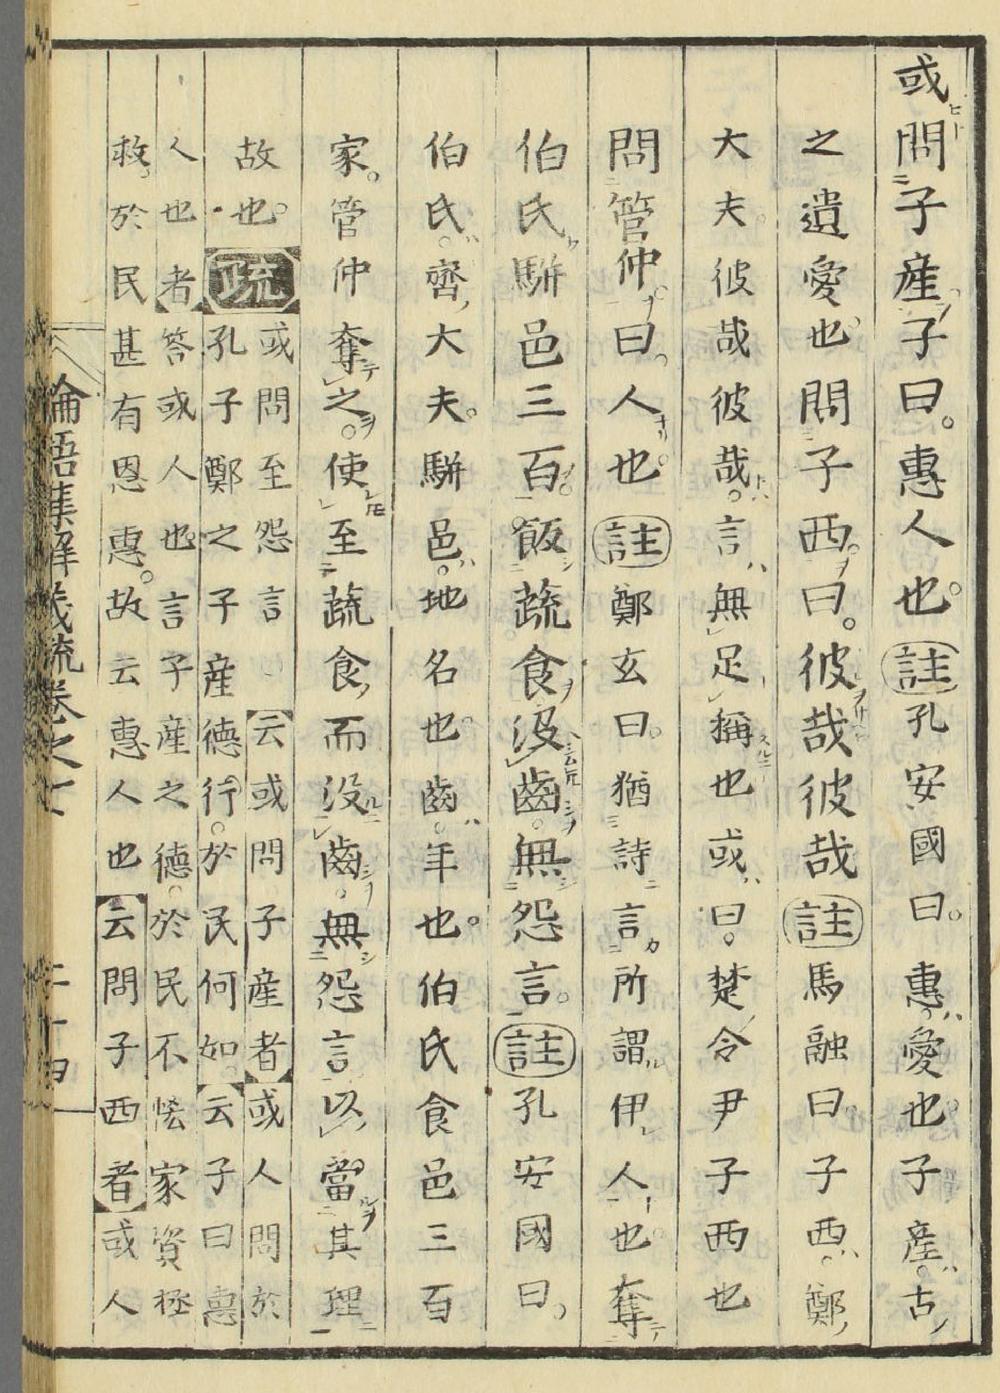 或問子產子曰惠人也註孔安國曰惠愛也子產古
之遺愛也問子西曰彼哉彼哉註馬融曰子西鄭
大夫彼哉彼哉言無足稱也或曰楚令尹子西也
問管仲曰人也註鄭玄曰猶詩言所謂伊人也奪
伯氏駢邑三百飯蔬食沒齒無怨言註孔安國曰
伯氏齊大夫駢邑地名也齒年也伯氏食邑三百
家管仲奪之使至蔬食而沒齒無怨言以當其理
故也疏
或問至怨言 云或問子產者或人問於
孔子鄭之子產德行於民何如云子曰惠
人也者答或人也言子產之德於民不悋家資拯
救於民甚有恩惠故云惠人也云問子西者或人
論語集解義疏卷之七
二十四